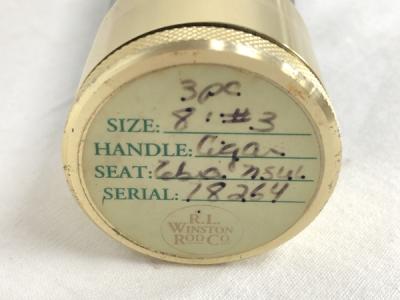 3pc
SIZE: 8' #3
HANDLE: Cigar
SEAT:
SERIAL: 18264
R.L.
WINSTON
ROD CO